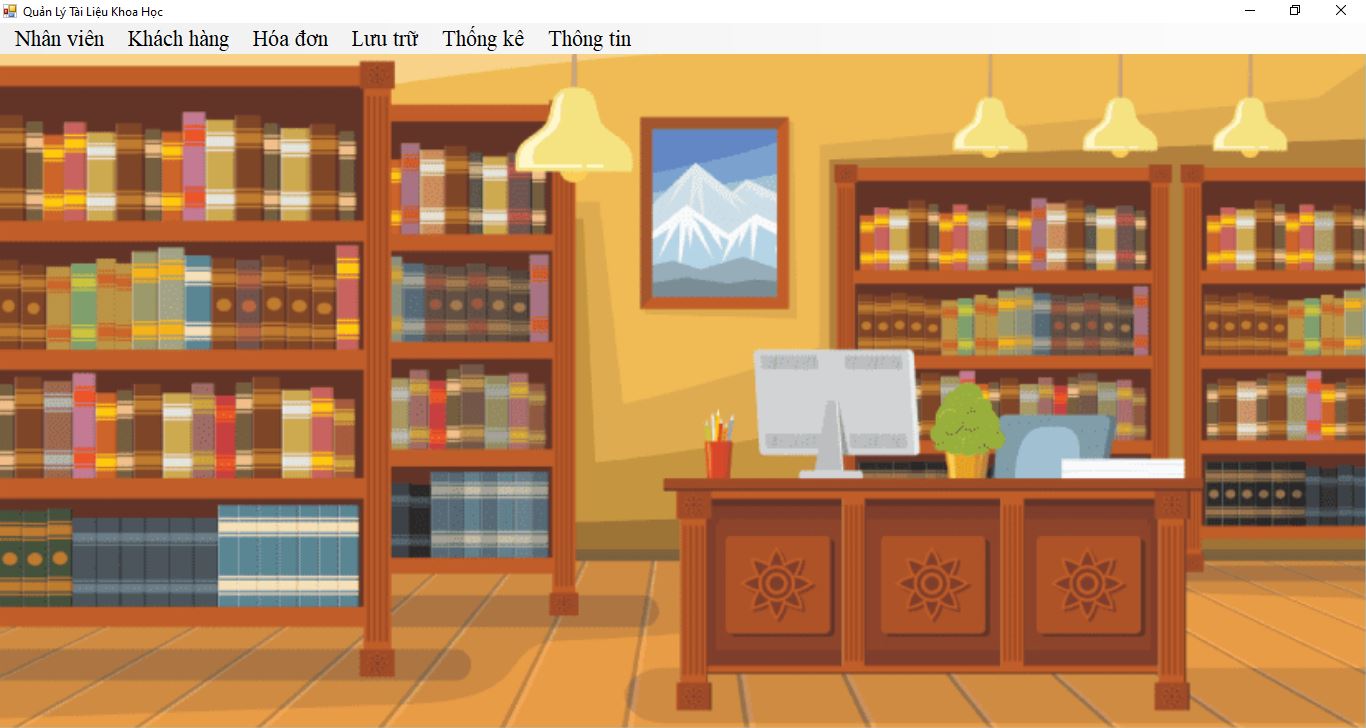 Quản Lý Tài Liệu Khoa Học
Nhân viên Khách hàng Hóa đơn Lưu trữ Thống kê Thông tin